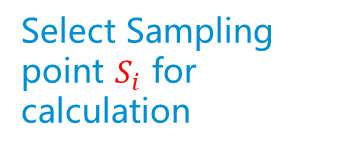 Select Sampling
point Sᵢ for
calculation